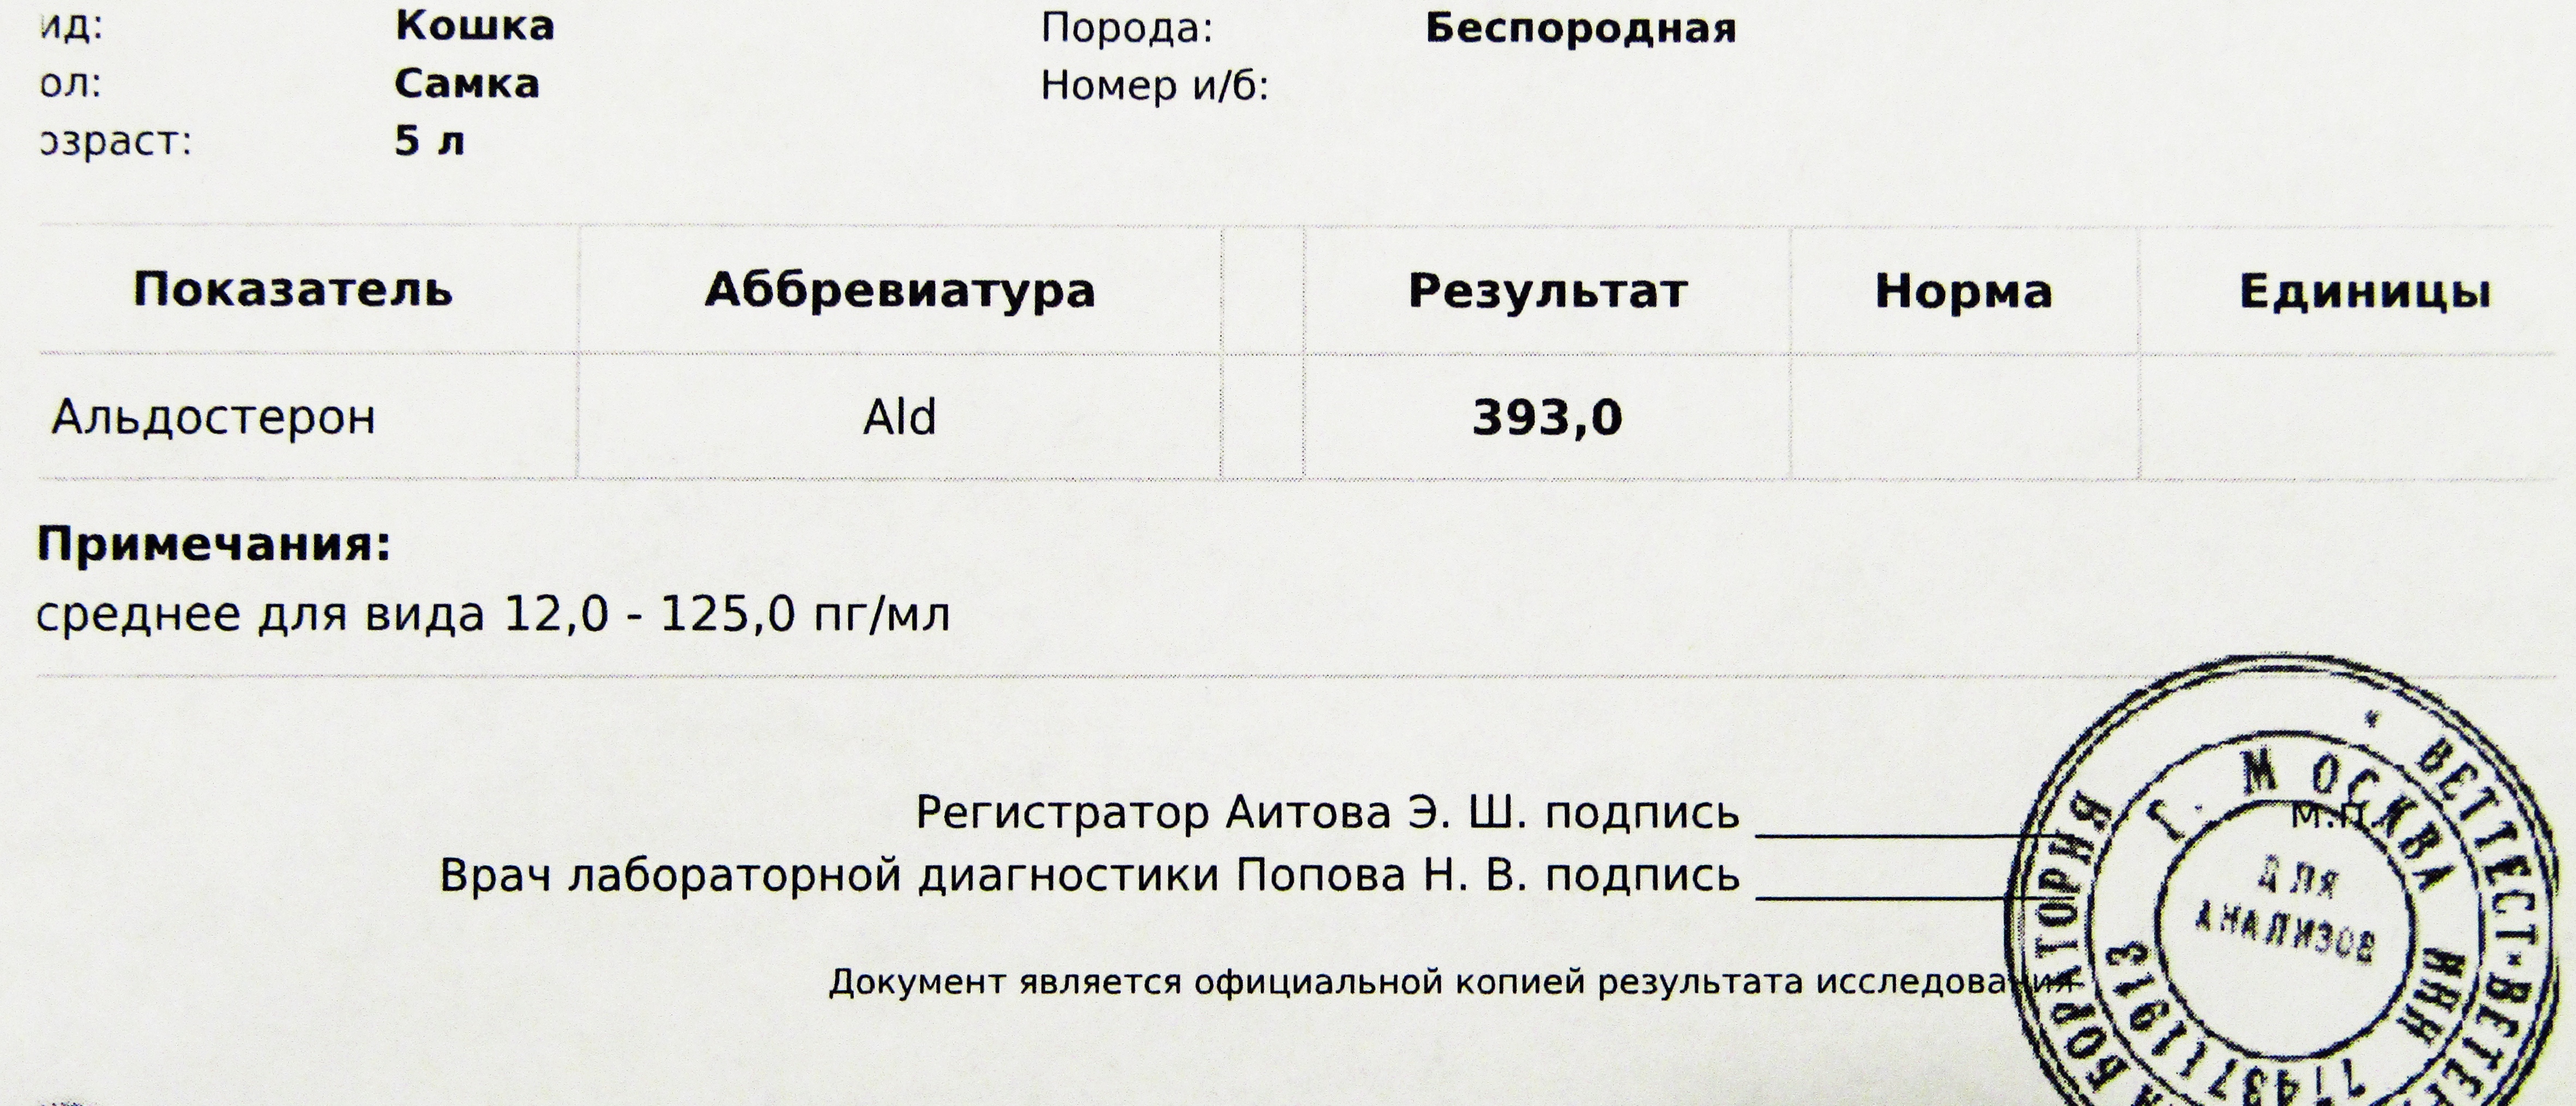 ид: Кошка Порода: Беспородная
ол: Самка Номер и/б:
озраст: 5 л
Показатель Аббревиатура Результат Норма Единицы
Альдостерон Ald 393,0
Примечания:
среднее для вида 12,0 - 125,0 пг/мл
Регистратор Аитова Э. Ш. подпись М.П.
Врач лабораторной диагностики Попова Н. В. подпись
Документ является официальной копией результата исследования
ВЕТТЕСТ
Г. МОСКВА ИНН
ДЛЯ
АНАЛИЗОВ